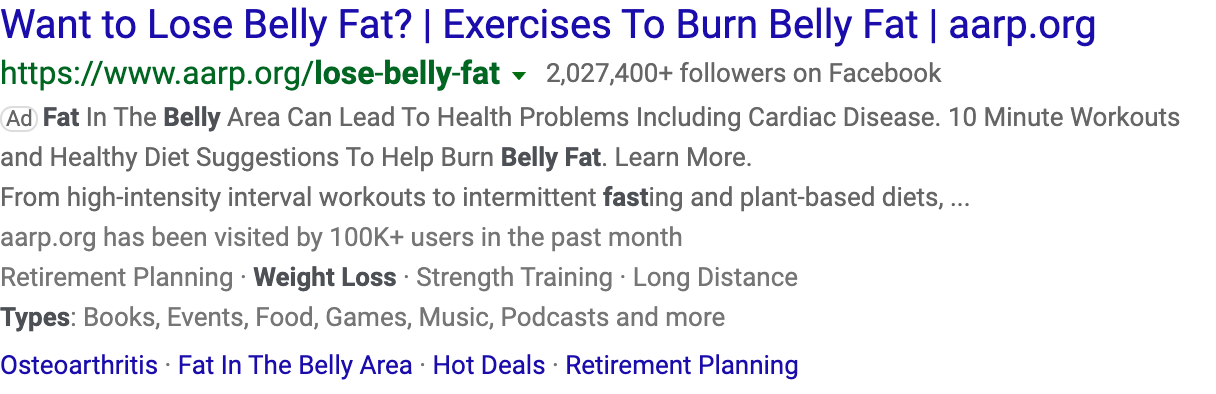 Want to Lose Belly Fat? | Exercises To Burn Belly Fat | aarp.org
https://www.aarp.org/lose-belly-fat 2,027,400+ followers on Facebook
Ad Fat In The Belly Area Can Lead To Health Problems Including Cardiac Disease. 10 Minute Workouts
and Healthy Diet Suggestions To Help Burn Belly Fat. Learn More.
From high-intensity interval workouts to intermittent fasting and plant-based diets, ...
aarp.org has been visited by 100K+ users in the past month
Retirement Planning · Weight Loss · Strength Training · Long Distance
Types: Books, Events, Food, Games, Music, Podcasts and more
Osteoarthritis · Fat In The Belly Area · Hot Deals · Retirement Planning